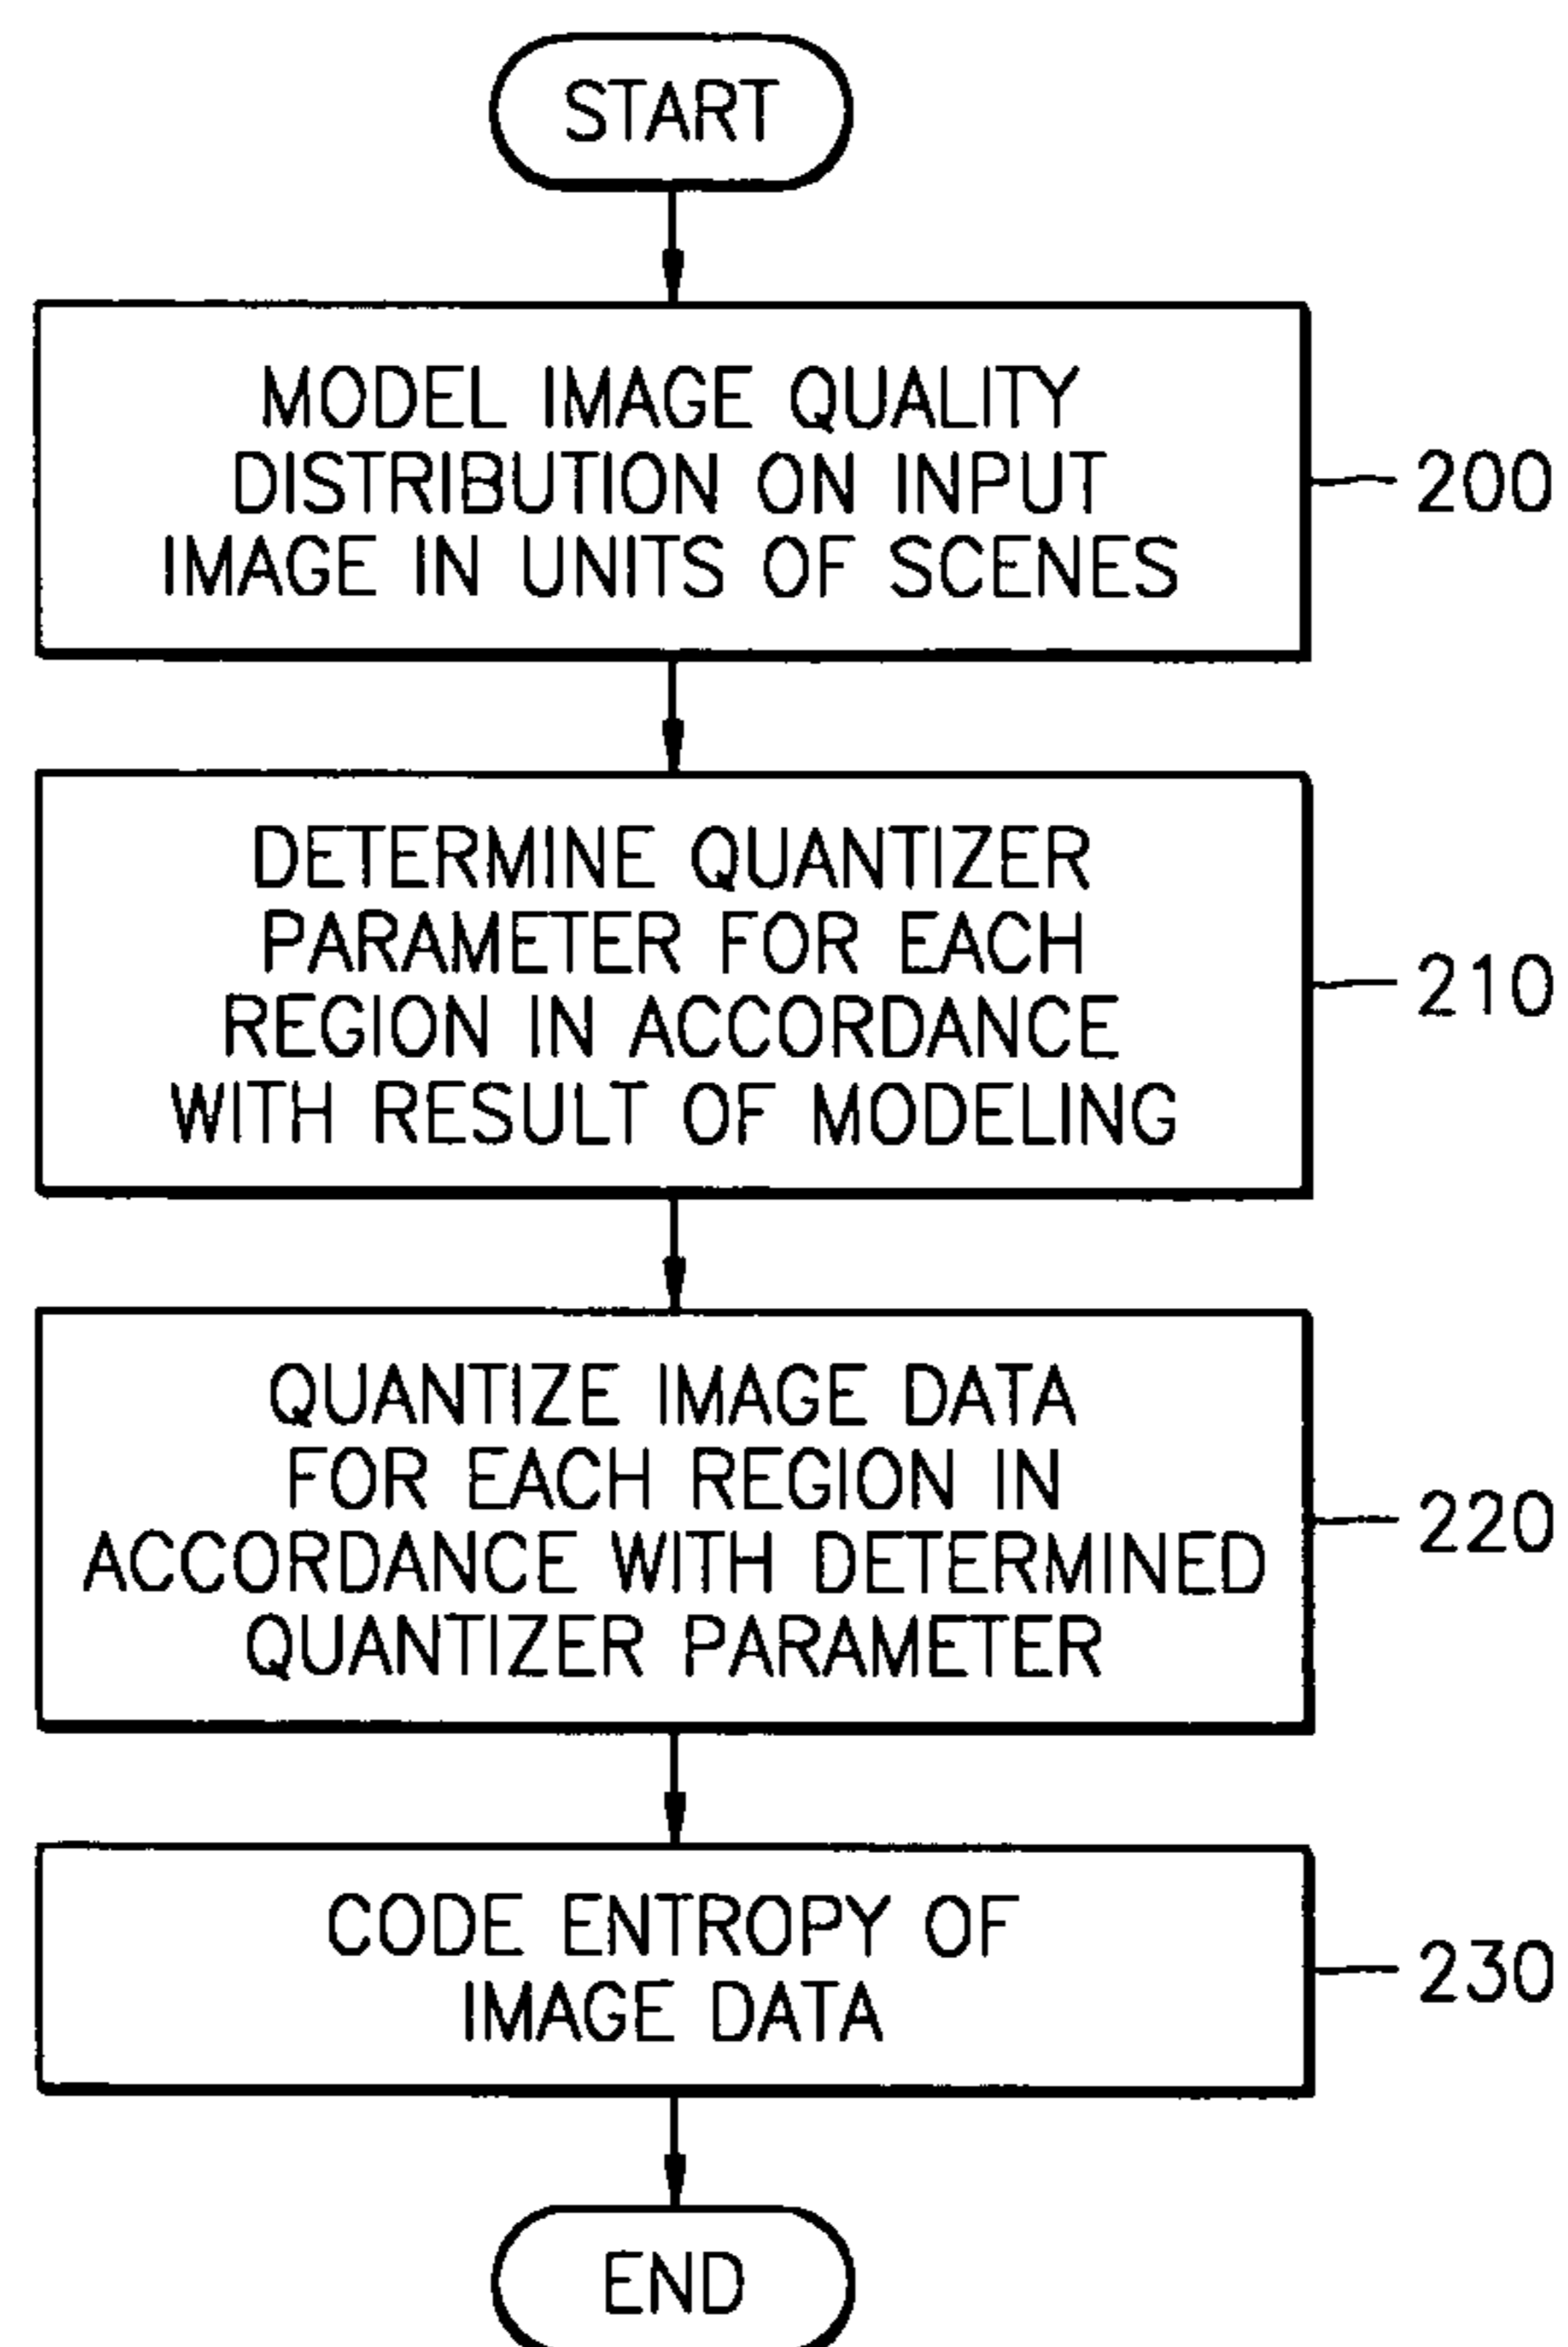 START
MODEL IMAGE QUALITY
DISTRIBUTION ON INPUT
IMAGE IN UNITS OF SCENES
200
DETERMINE QUANTIZER
PARAMETER FOR EACH
REGION IN ACCORDANCE
WITH RESULT OF MODELING
210
QUANTIZE IMAGE DATA
FOR EACH REGION IN
ACCORDANCE WITH DETERMINED
QUANTIZER PARAMETER
220
CODE ENTROPY OF
IMAGE DATA
230
END